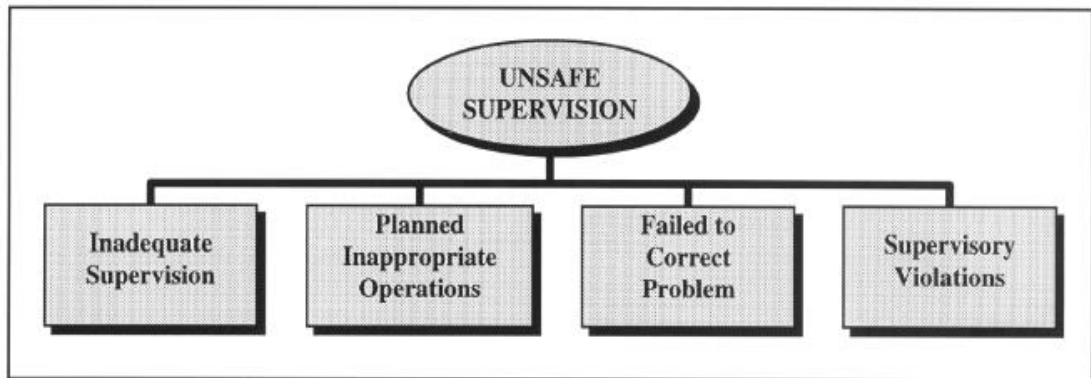 UNSAFE
SUPERVISION
Inadequate
Supervision
Planned
Inappropriate
Operations
Failed to
Correct
Problem
Supervisory
Violations